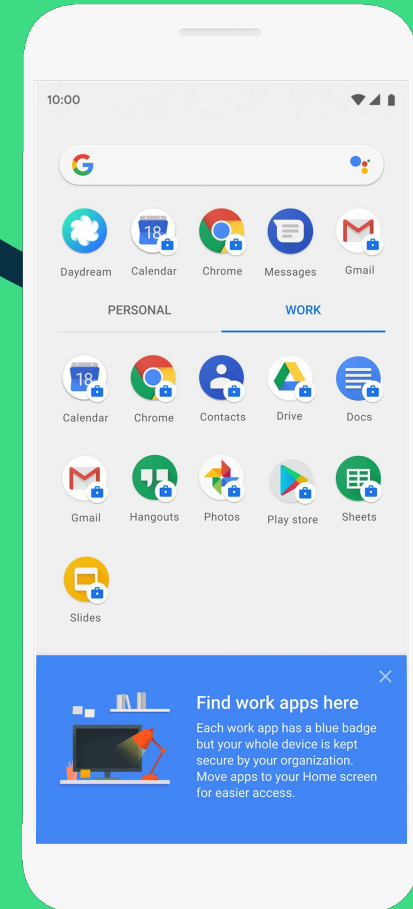 10:00
G
Daydream Calendar Chrome Messages Gmail
18
PERSONAL WORK
18
Calendar Chrome Contacts Drive Docs
Gmail Hangouts Photos Play store Sheets
Slides
Find work apps here
Each work app has a blue badge
but your whole device is kept
secure by your organization.
Move apps to your Home screen
for easier access.